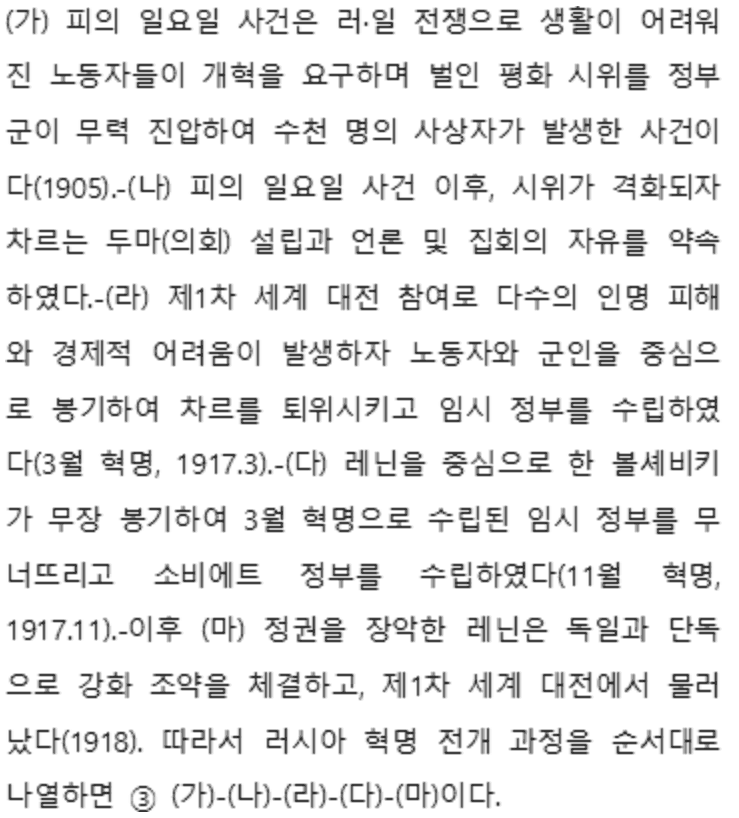 (가) 피의 일요일 사건은 러·일 전쟁으로 생활이 어려워
진 노동자들이 개혁을 요구하며 벌인 평화 시위를 정부
군이 무력 진압하여 수천 명의 사상자가 발생한 사건이
다(1905).-(나) 피의 일요일 사건 이후, 시위가 격화되자
차르는 두마(의회) 설립과 언론 및 집회의 자유를 약속
하였다.-(라) 제1차 세계 대전 참여로 다수의 인명 피해
와 경제적 어려움이 발생하자 노동자와 군인을 중심으
로 봉기하여 차르를 퇴위시키고 임시 정부를 수립하였
다(3월 혁명, 1917.3).-(다) 레닌을 중심으로 한 볼셰비키
가 무장 봉기하여 3월 혁명으로 수립된 임시 정부를 무
너뜨리고 소비에트 정부를 수립하였다(11월 혁명,
1917.11).-이후 (마) 정권을 장악한 레닌은 독일과 단독
으로 강화 조약을 체결하고, 제1차 세계 대전에서 물러
났다(1918). 따라서 러시아 혁명 전개 과정을 순서대로
나열하면 ③ (가)-(나)-(라)-(다)-(마)이다.